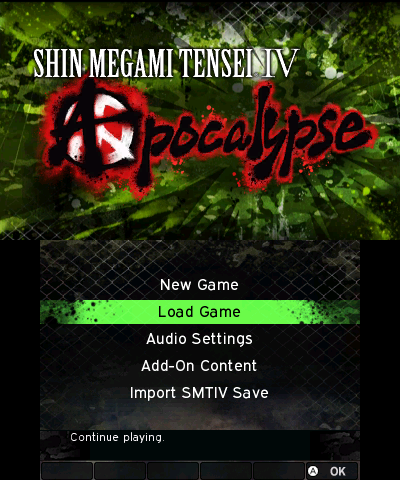 SHIN MEGAMI TENSEI IV
Apocalypse
New Game
Load Game
Audio Settings
Add-On Content
Import SMTIV Save
Continue playing.
A OK